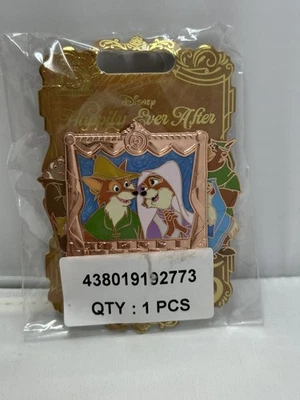 Disney
Happily Ever After
438019192773
QTY : 1 PCS